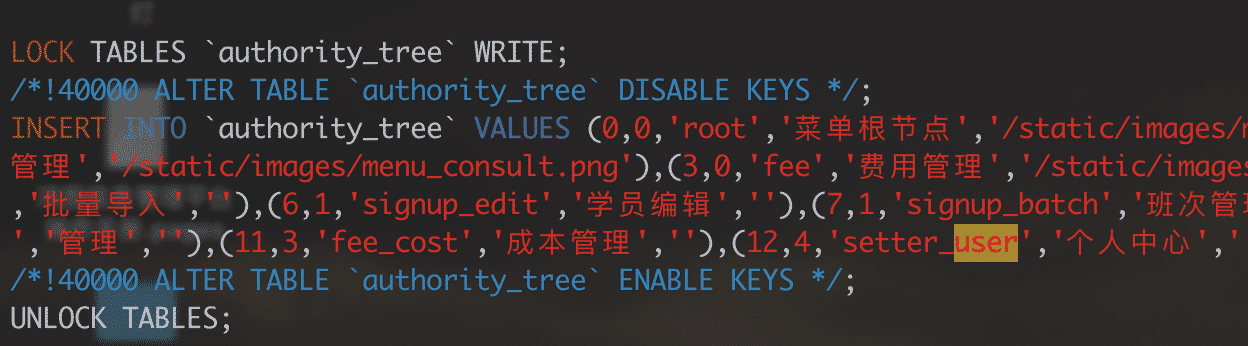 LOCK TABLES `authority_tree` WRITE;
/*!40000 ALTER TABLE `authority_tree` DISABLE KEYS */;
INSERT INTO `authority_tree` VALUES (0,0,'root','菜单根节点','/static/images/
管理','/static/images/menu_consult.png'),(3,0,'fee','费用管理','/static/images
,'批量导入',''),(6,1,'signup_edit','学员编辑',''),(7,1,'signup_batch','班次管
','管理',''),(11,3,'fee_cost','成本管理',''),(12,4,'setter_user','个人中心','
/*!40000 ALTER TABLE `authority_tree` ENABLE KEYS */;
UNLOCK TABLES;